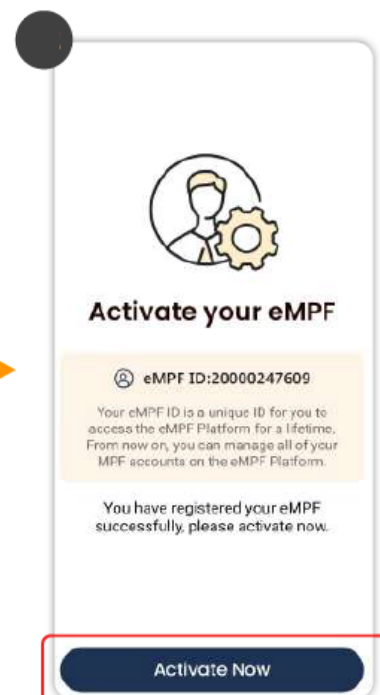 Activate your eMPF
eMPF ID:20000247609
Your eMPF ID is a unique ID for you to
access the eMPF Platform for a lifetime.
From now on, you can manage all of your
MPF accounts on the eMPF Platform.
You have registered your eMPF
successfully, please activate now.
Activate Now